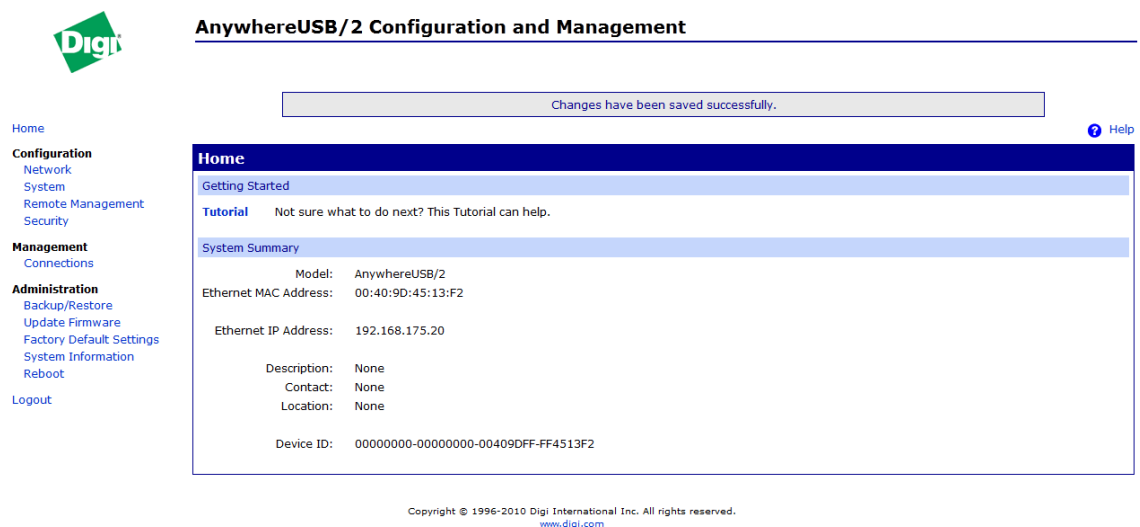 Digi
AnywhereUSB/2 Configuration and Management
Changes have been saved successfully.
Help
Home
Configuration
Network
System
Remote Management
Security
Management
Connections
Administration
Backup/Restore
Update Firmware
Factory Default Settings
System Information
Reboot
Logout
Home
Getting Started
Tutorial Not sure what to do next? This Tutorial can help.
System Summary
Model: AnywhereUSB/2
Ethernet MAC Address: 00:40:9D:45:13:F2
Ethernet IP Address: 192.168.175.20
Description: None
Contact: None
Location: None
Device ID: 00000000-00000000-00409DFF-FF4513F2
Copyright © 1996-2010 Digi International Inc. All rights reserved.
www.digi.com